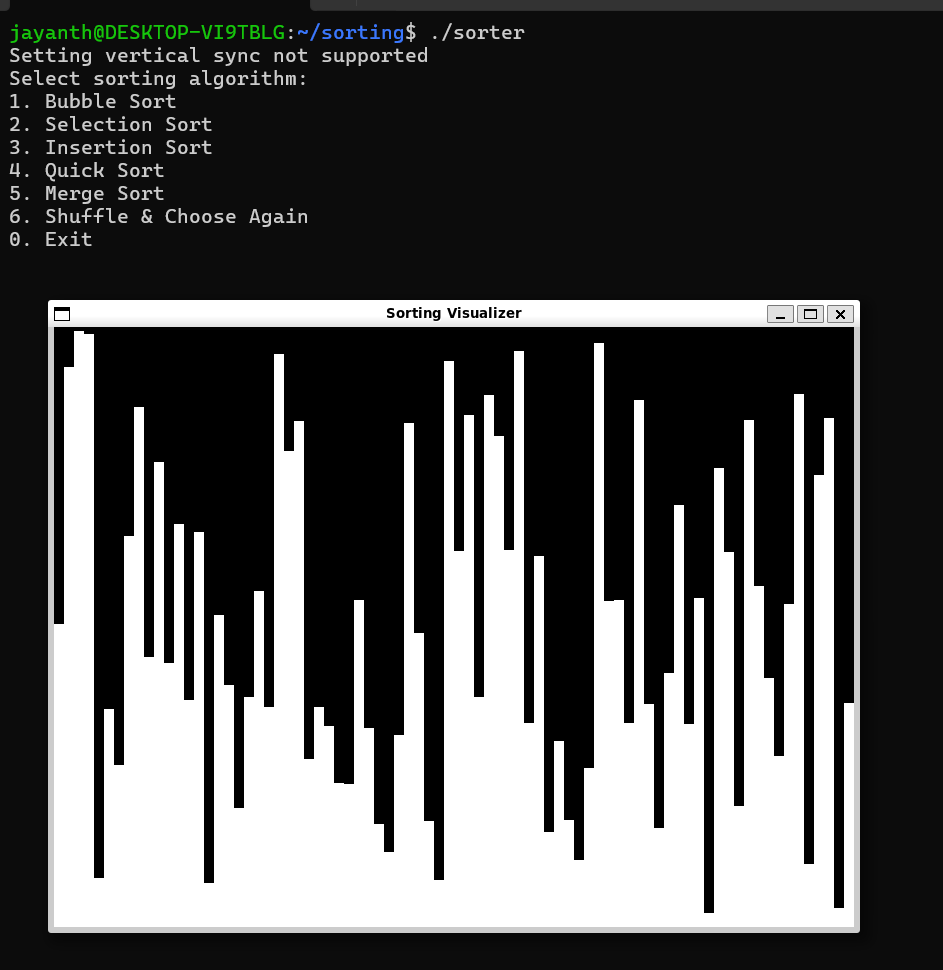 jayanth@DESKTOP-VI9TBLG:~/sorting$ ./sorter
Setting vertical sync not supported
Select sorting algorithm:
1. Bubble Sort
2. Selection Sort
3. Insertion Sort
4. Quick Sort
5. Merge Sort
6. Shuffle & Choose Again
0. Exit
Sorting Visualizer